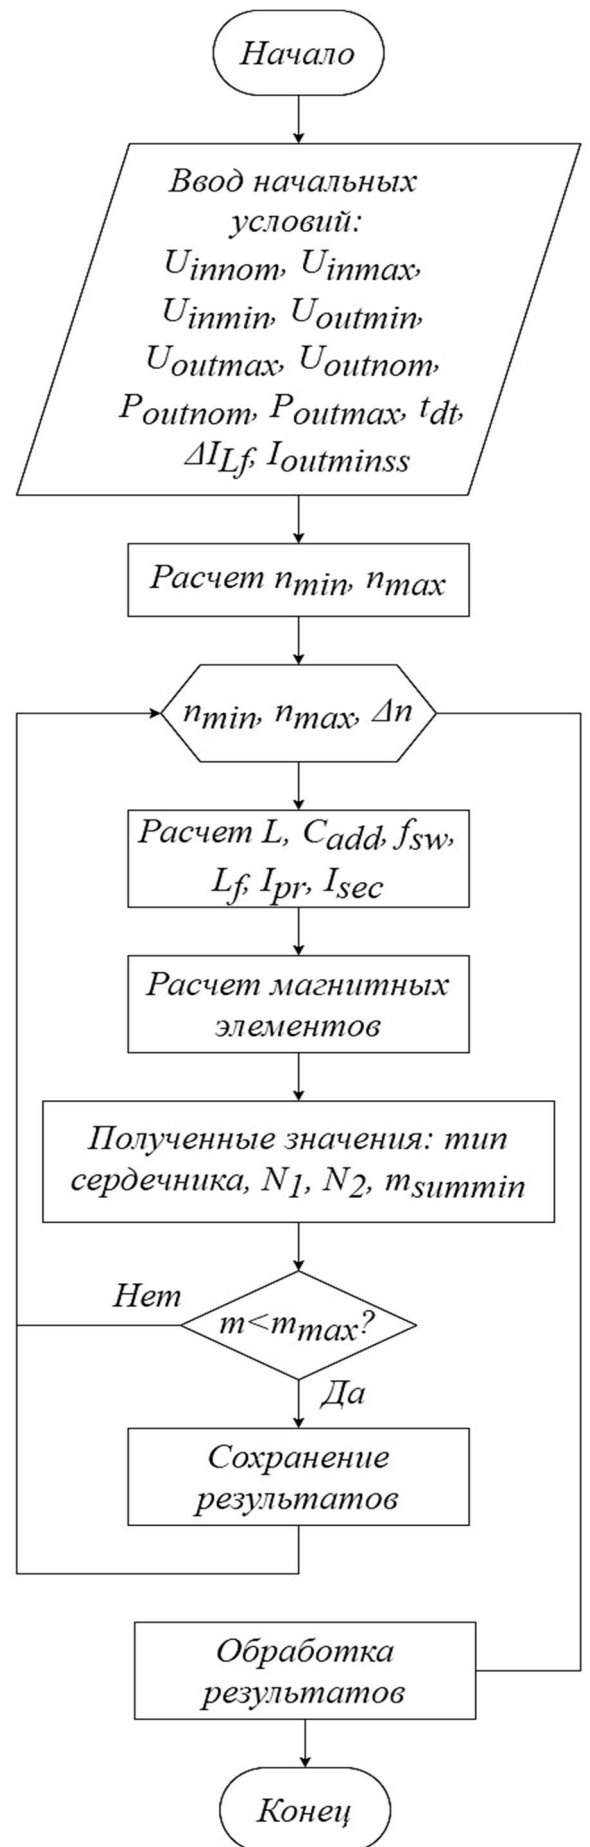 Начало
Ввод начальных
условий:
Uinnom, Uinmax,
Uinmin, Uoutmin,
Uoutmax, Uoutnom,
Poutnom, Poutmax, tdt,
ΔILf, Ioutminss
Расчет nmin, nmax
nmin, nmax, Δn
Расчет L, Cadd, fsw,
Lf, Ipr, Isec
Расчет магнитных
элементов
Полученные значения: тип
сердечника, N1, N2, msummin
Нет
m<mmax?
Да
Сохранение
результатов
Обработка
результатов
Конец